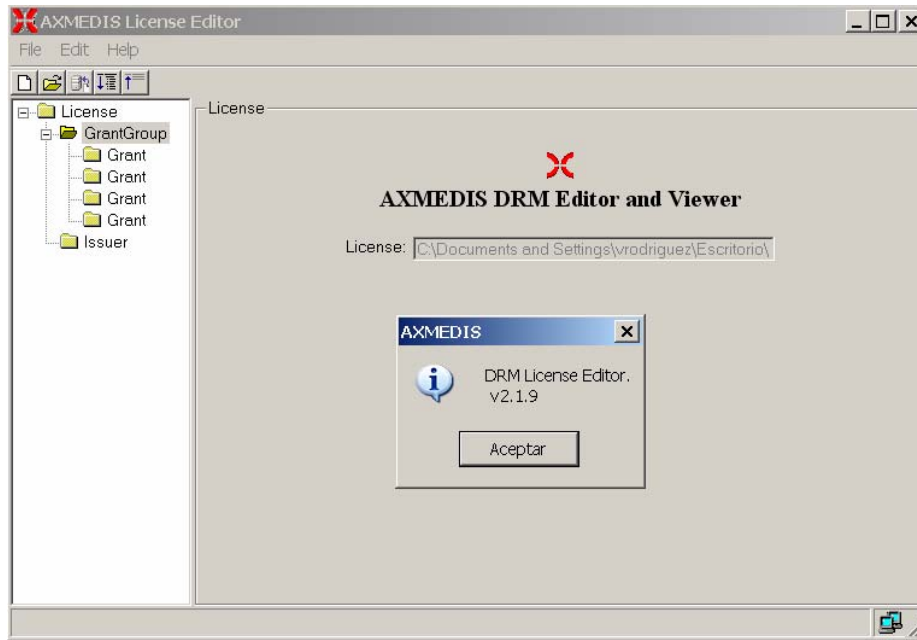 AXMEDIS License Editor
File Edit Help
License
GrantGroup
Grant
Grant
Grant
Grant
Issuer
License
AXMEDIS DRM Editor and Viewer
License: C:\Documents and Settings\vrodriguez\Escritorio\
AXMEDIS
DRM License Editor.
v2.1.9
Aceptar